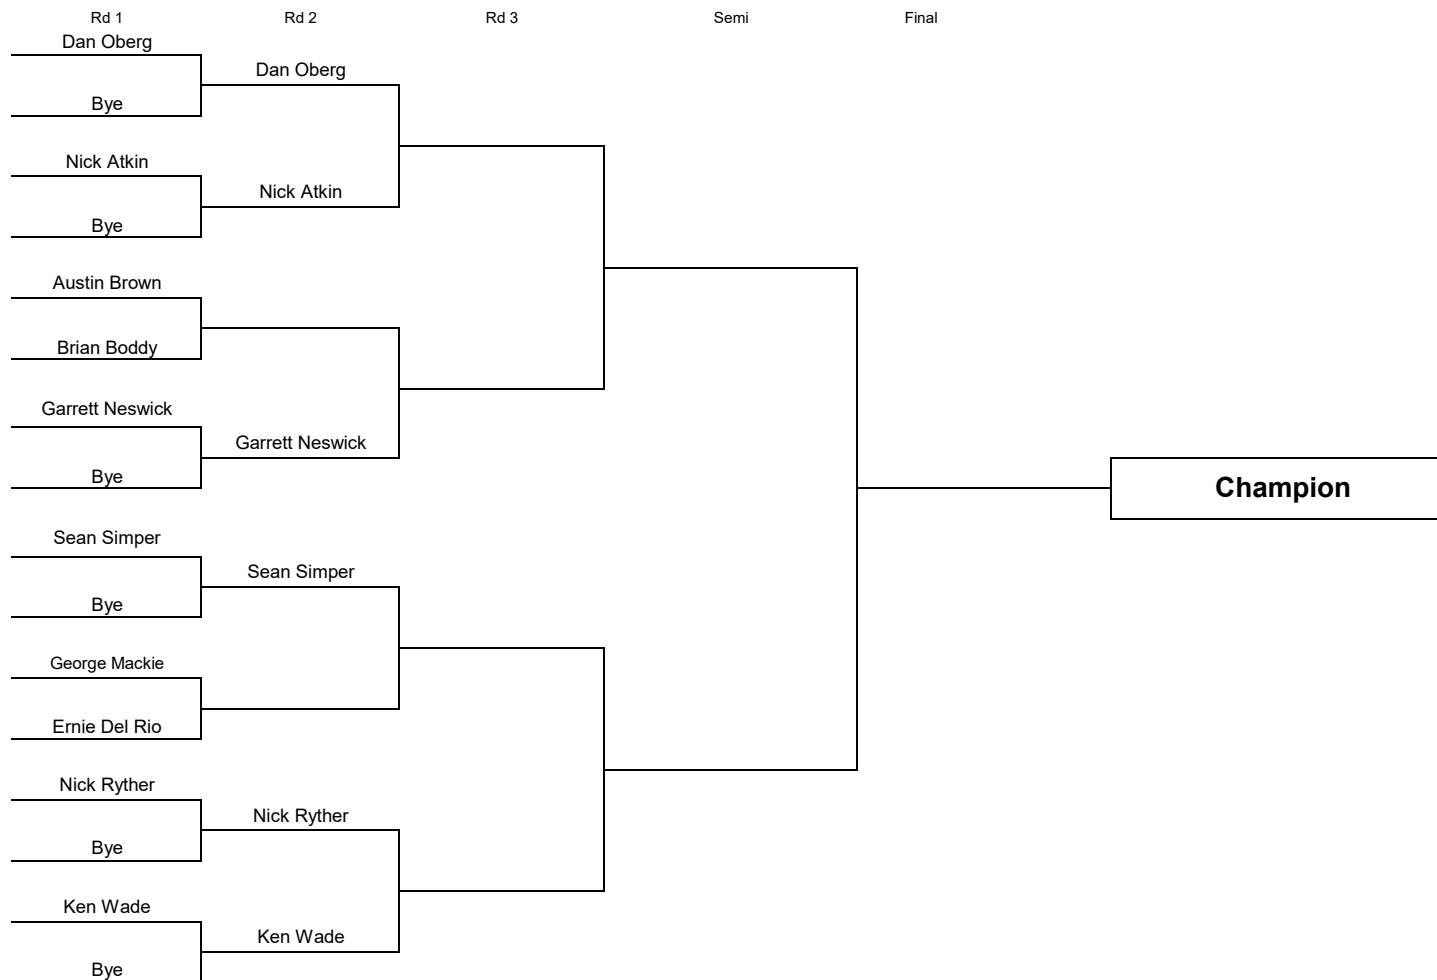 Rd 1 Rd 2 Rd 3 Semi Final
Dan Oberg
Dan Oberg
Bye
Nick Atkin
Nick Atkin
Bye
Austin Brown
Brian Boddy
Garrett Neswick
Garrett Neswick
Bye
Champion
Sean Simper
Sean Simper
Bye
George Mackie
Ernie Del Rio
Nick Ryther
Nick Ryther
Bye
Ken Wade
Ken Wade
Bye